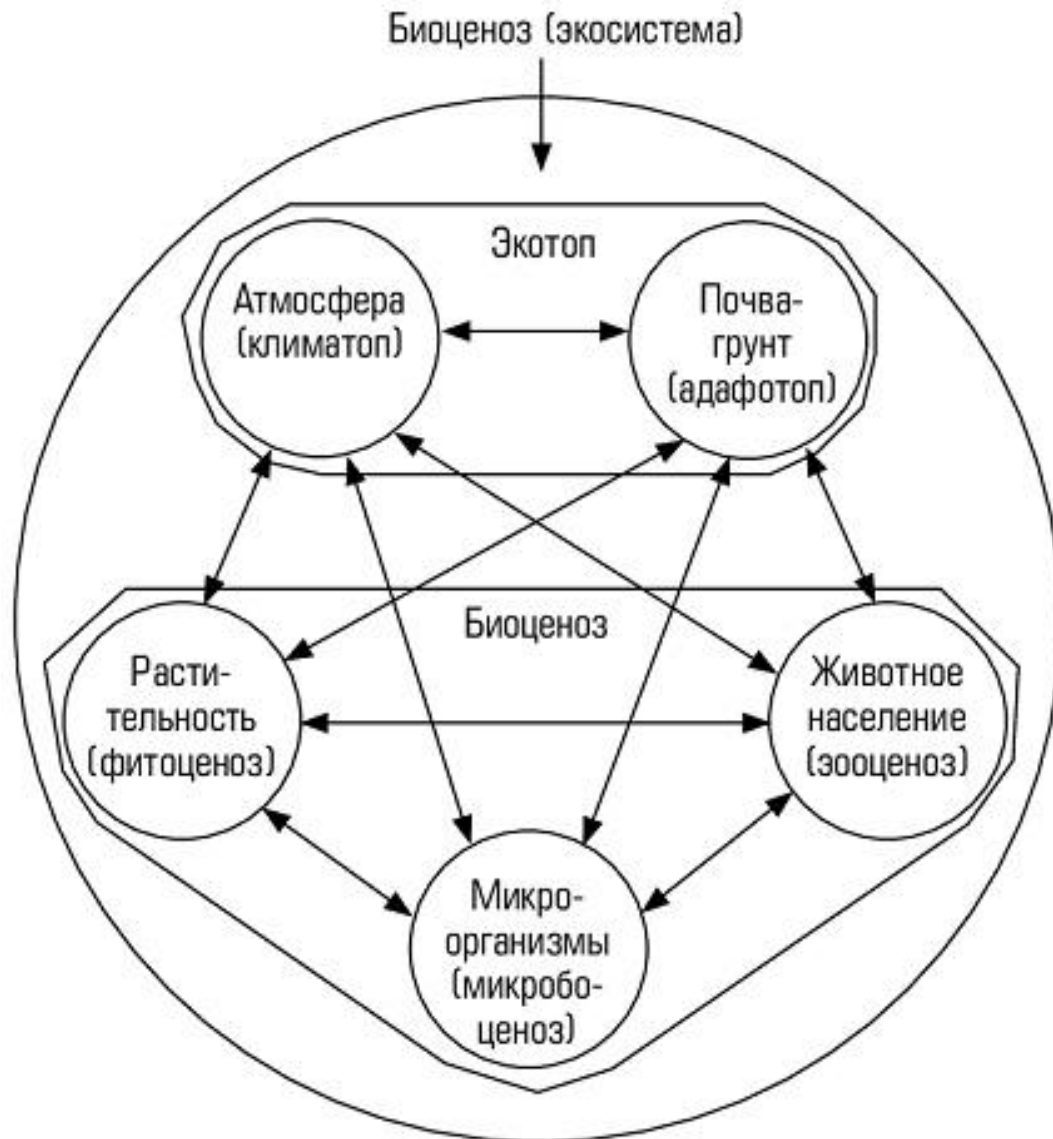 Биоценоз (экосистема)
Экотоп
Атмосфера
(климатоп)
Почва-
грунт
(адафотоп)
Биоценоз
Расти-
тельность
(фитоценоз)
Животное
население
(зооценоз)
Микро-
организмы
(микробо-
ценоз)